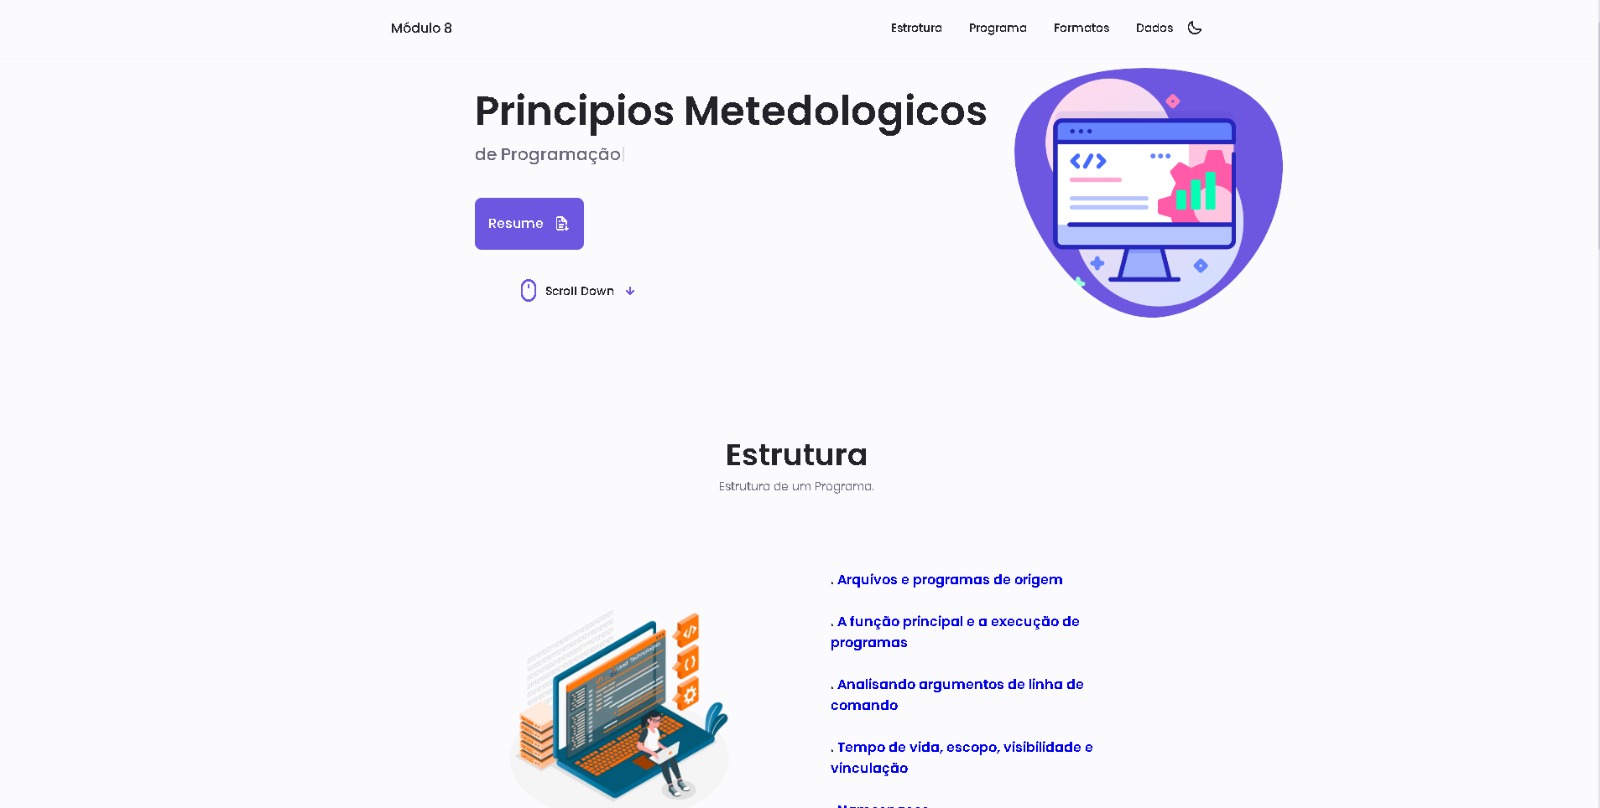 Módulo 8
Estrotura
Programa
Formatos
Dados
Principios Metedologicos
de Programação
Resume
Scroll Down
Estrutura
Estrutura de um Programa.
. Arquivos e programas de origem
. A função principal e a execução de
programas
. Analisando argumentos de linha de
comando
. Tempo de vida, escopo, visibilidade e
vinculação